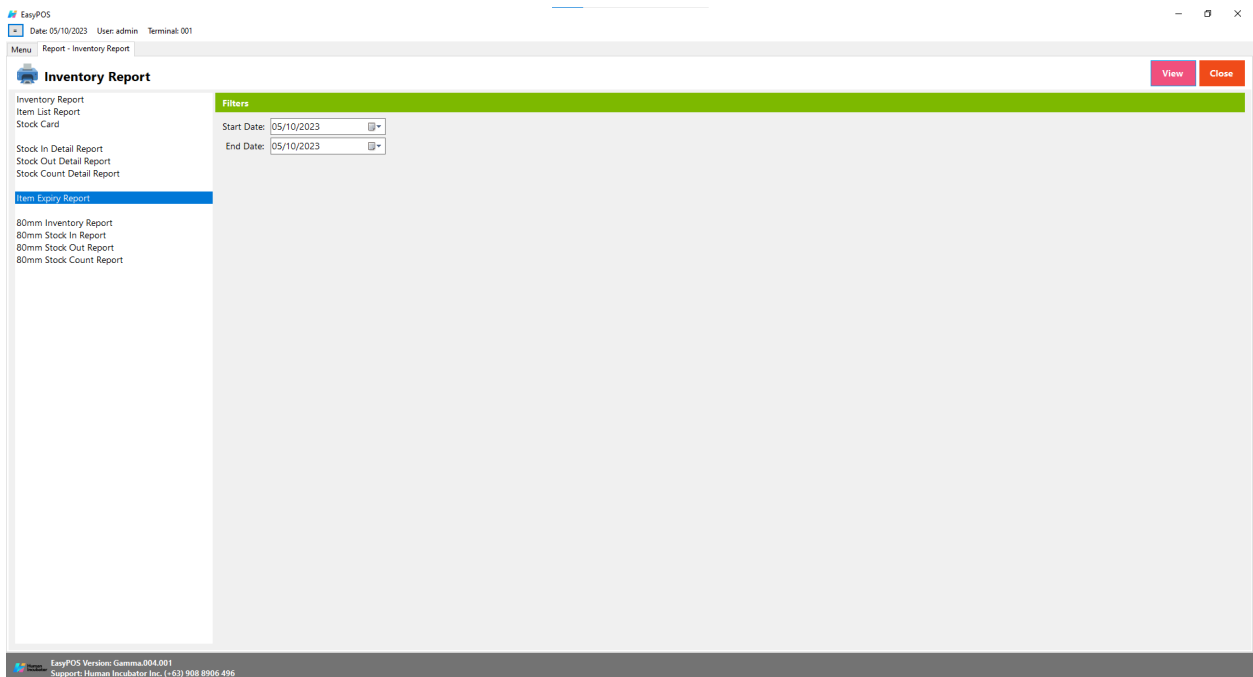 EasyPOS
Date: 05/10/2023 User: admin Terminal: 001
Menu Report - Inventory Report
Inventory Report
View Close
Inventory Report
Item List Report
Stock Card
Stock In Detail Report
Stock Out Detail Report
Stock Count Detail Report
Item Expiry Report
80mm Inventory Report
80mm Stock In Report
80mm Stock Out Report
80mm Stock Count Report
Filters
Start Date: 05/10/2023
End Date: 05/10/2023
Human
Incubator
EasyPOS Version: Gamma.004.001
Support: Human Incubator Inc. (+63) 908 8906 496